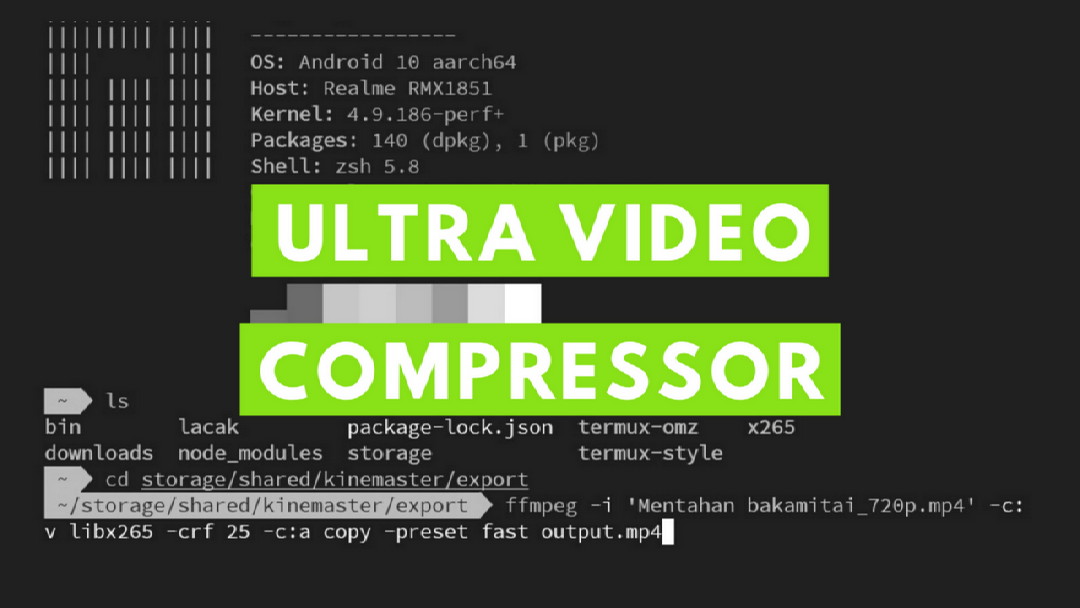 -----------------
OS: Android 10 aarch64
Host: Realme RMX1851
Kernel: 4.9.186-perf+
Packages: 140 (dpkg), 1 (pkg)
Shell: zsh 5.8
ULTRA VIDEO
COMPRESSOR
~ ls
bin lacak package-lock.json termux-omz x265
downloads node_modules storage termux-style
~ cd storage/shared/kinemaster/export
~/storage/shared/kinemaster/export ffmpeg -i 'Mentahan bakamitai_720p.mp4' -c:
v libx265 -crf 25 -c:a copy -preset fast output.mp4